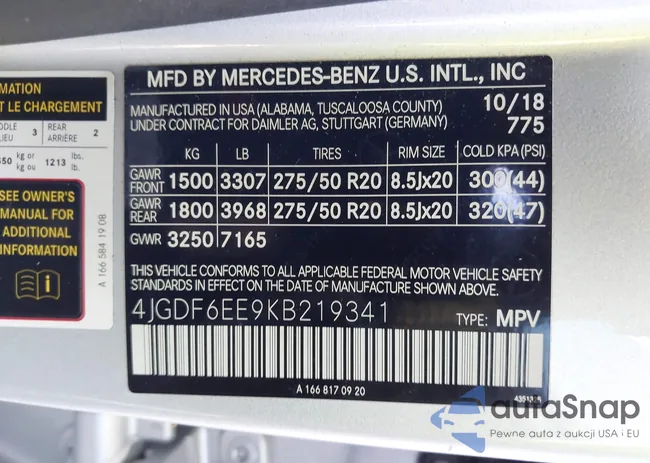 MATION
T LE CHARGEMENT
DDLE 3 REAR 2
LIEU ARRIÈRE
550 kg or kg ou 1213 lbs. lb.
SEE OWNER'S
MANUAL FOR
ADDITIONAL
INFORMATION
A 166 584 19 08
MFD BY MERCEDES-BENZ U.S. INTL., INC
MANUFACTURED IN USA (ALABAMA, TUSCALOOSA COUNTY) 10/18
UNDER CONTRACT FOR DAIMLER AG, STUTTGART (GERMANY) 775
KG LB TIRES RIM SIZE COLD KPA (PSI)
GAWR FRONT 1500 3307 275/50 R20 8.5Jx20 300(44)
GAWR REAR 1800 3968 275/50 R20 8.5Jx20 320(47)
GVWR 3250 7165
THIS VEHICLE CONFORMS TO ALL APPLICABLE FEDERAL MOTOR VEHICLE SAFETY
STANDARDS IN EFFECT ON THE DATE OF MANUFACTURE SHOWN ABOVE.
4JGDF6EE9KB219341 TYPE: MPV
A 166 817 09 20
autaSnap
Pewne auta z aukcji USA i EU